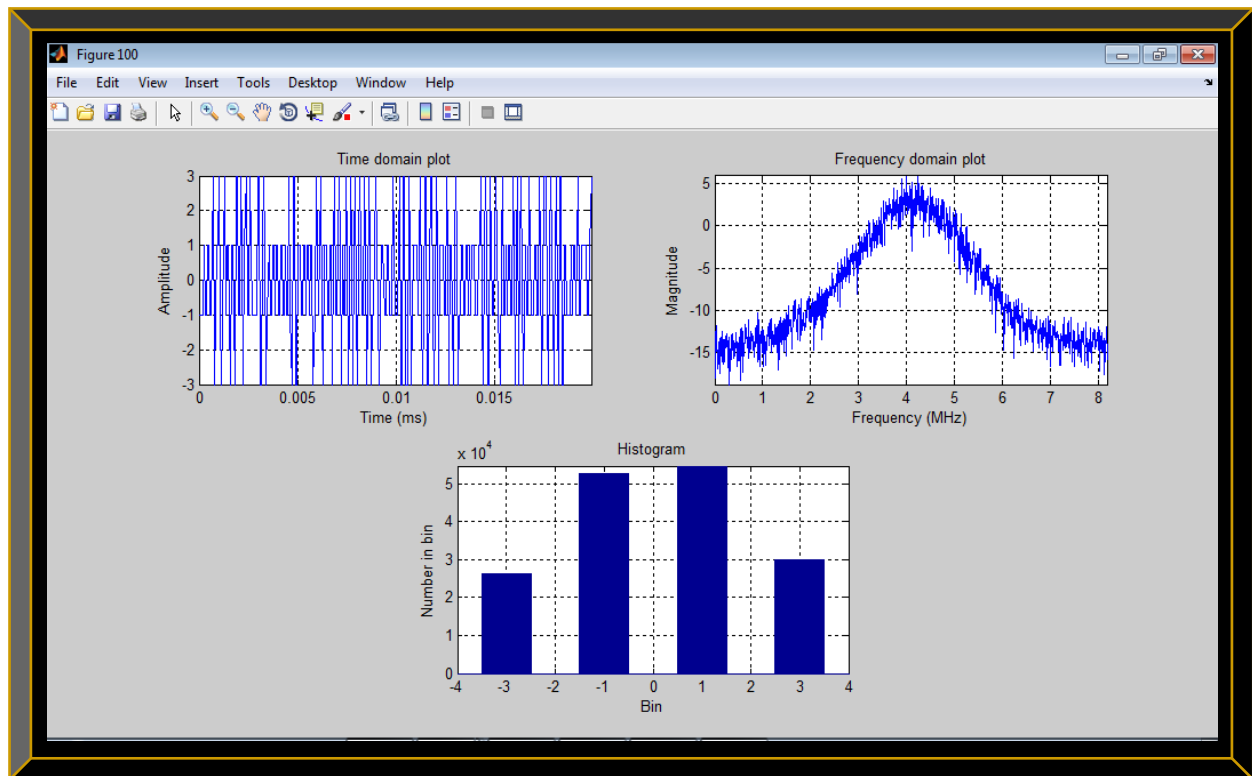 Figure 100
File Edit View Insert Tools Desktop Window Help
Time domain plot
3
2
1
0
-1
-2
-3
Amplitude
0 0.005 0.01 0.015
Time (ms)
Frequency domain plot
5
0
-5
-10
-15
Magnitude
0 1 2 3 4 5 6 7 8
Frequency (MHz)
Histogram
x 10^4
5
4
3
2
1
0
Number in bin
-4 -3 -2 -1 0 1 2 3 4
Bin